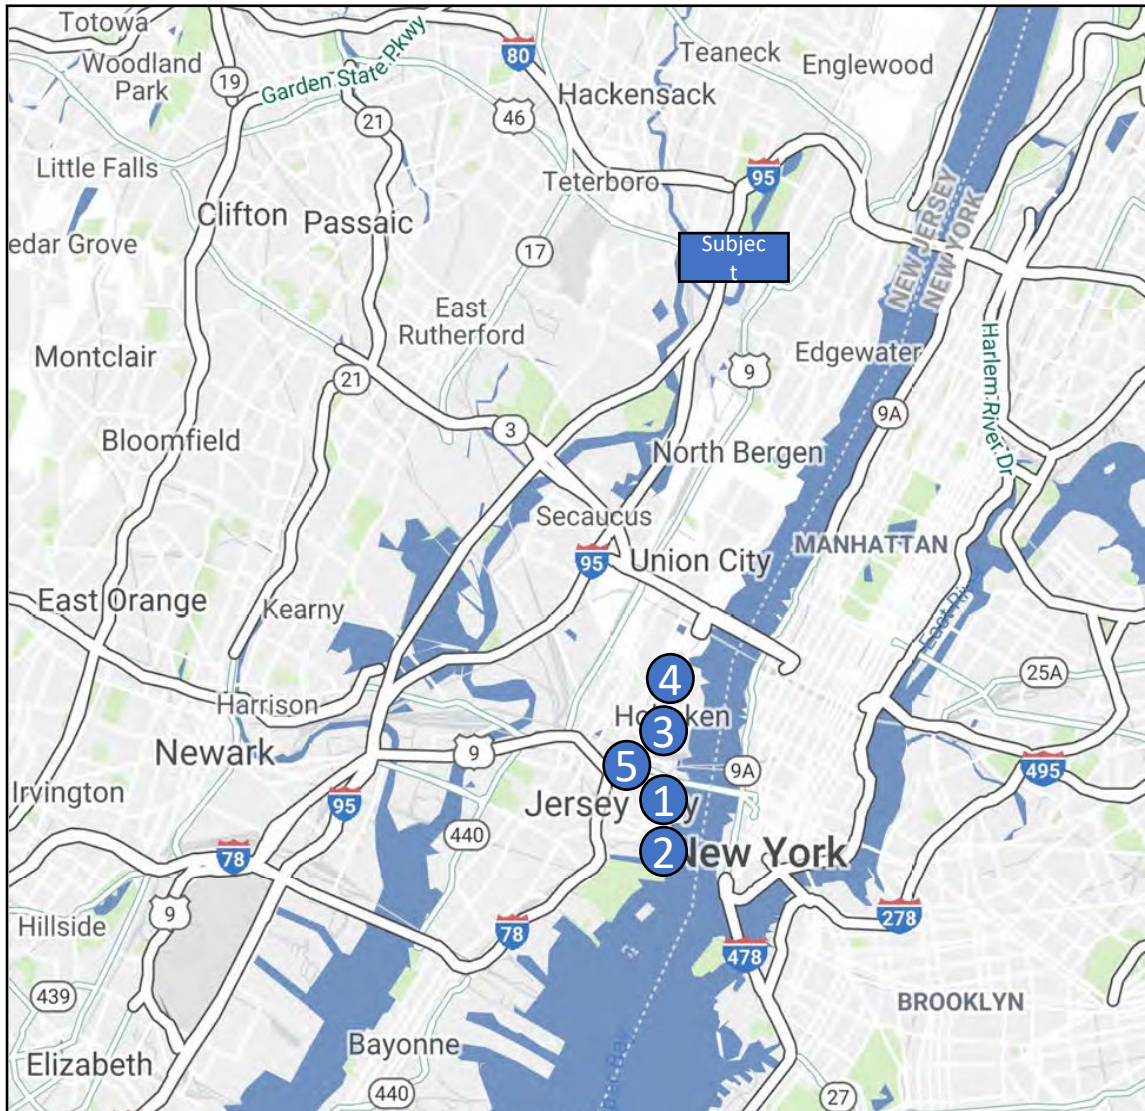 Totowa
Woodland
Park
19
Garden State Pkwy
80
Teaneck
Englewood
Hackensack
46
21
Little Falls
Teterboro
95
Clifton
Passaic
NEW JERSEY
NEW YORK
edar Grove
17
Subjec
t
East
Rutherford
Montclair
21
Edgewater
9
Harlem River Dr
9A
3
Bloomfield
North Bergen
Secaucus
MANHATTAN
95
Union City
East Orange
Kearny
25A
4
Harrison
3
Newark
9
5
9A
495
Irvington
95
Jersey
y
1
440
2
New York
78
9
Hillside
78
278
478
439
BROOKLYN
Bayonne
Elizabeth
440
27